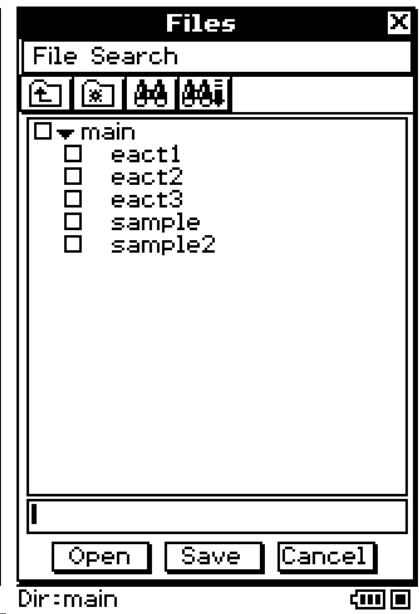 Files
File Search
main
eact1
eact2
eact3
sample
sample2
Open Save Cancel
Dir:main